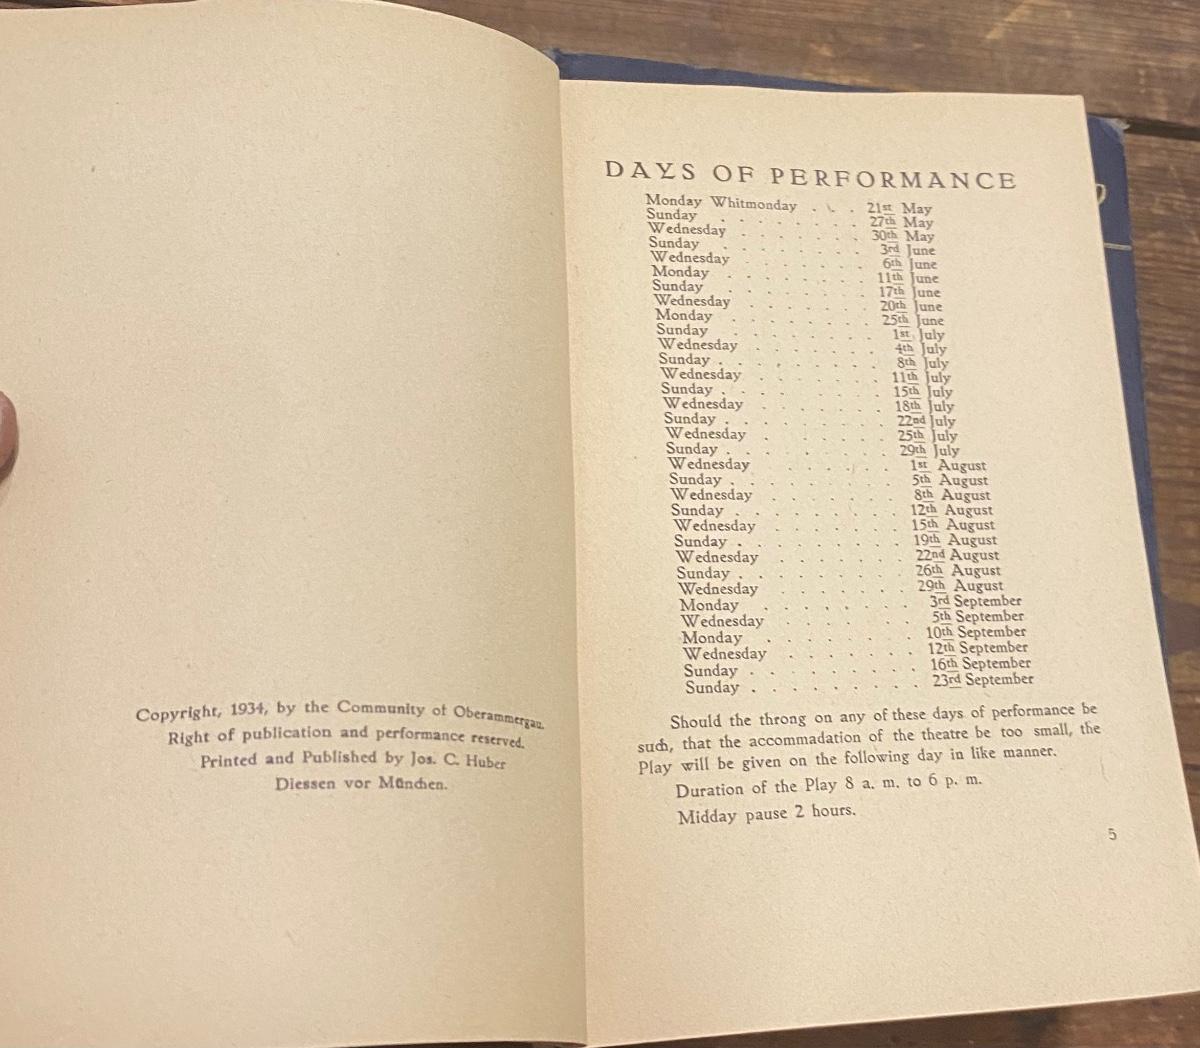 Copyright, 1934, by the Community of Oberammergau.
Right of publication and performance reserved.
Printed and Published by Jos. C. Huber
Diessen vor München.
DAYS OF PERFORMANCE
Monday Whitmonday . . . 21st May
Sunday . . . . . . . 27th May
Wednesday . . . . . . . 30th May
Sunday . . . . . . . 3rd June
Wednesday . . . . . . . 6th June
Monday . . . . . . . 11th June
Sunday . . . . . . . 17th June
Wednesday . . . . . . . 20th June
Monday . . . . . . . 25th June
Sunday . . . . . . . 1st July
Wednesday . . . . . . . 4th July
Sunday . . . . . . . 8th July
Wednesday . . . . . . . 11th July
Sunday . . . . . . . 15th July
Wednesday . . . . . . . 18th July
Sunday . . . . . . . 22nd July
Wednesday . . . . . . . 25th July
Sunday . . . . . . . 29th July
Wednesday . . . . . . . 1st August
Sunday . . . . . . . 5th August
Wednesday . . . . . . . 8th August
Sunday . . . . . . . 12th August
Wednesday . . . . . . . 15th August
Sunday . . . . . . . 19th August
Wednesday . . . . . . . 22nd August
Sunday . . . . . . . 26th August
Wednesday . . . . . . . 29th August
Monday . . . . . . . 3rd September
Wednesday . . . . . . . 5th September
Monday . . . . . . . 10th September
Wednesday . . . . . . . 12th September
Sunday . . . . . . . 16th September
Sunday . . . . . . . 23rd September
Should the throng on any of these days of performance be
such, that the accommadation of the theatre be too small, the
Play will be given on the following day in like manner.
Duration of the Play 8 a. m. to 6 p. m.
Midday pause 2 hours.
5